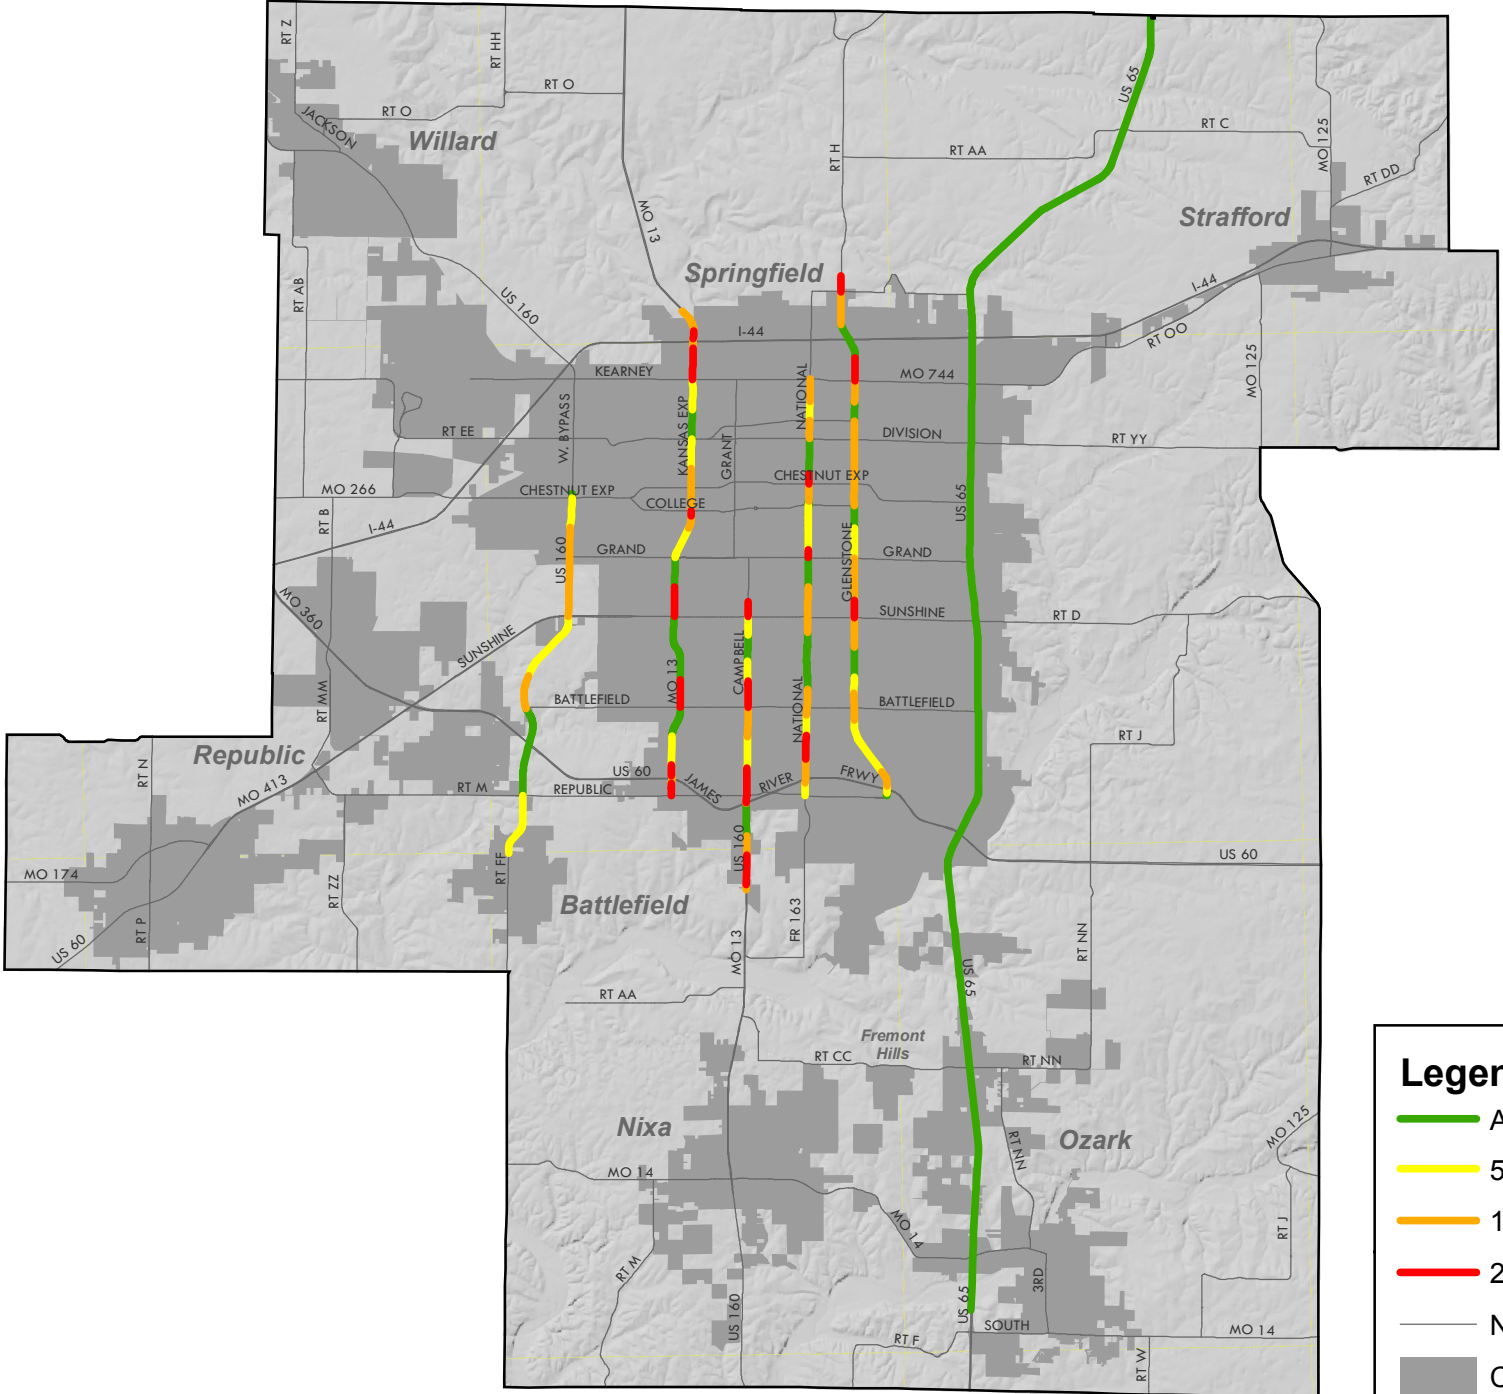 RT Z
RT HH
RT O
RT O
JACKSON
Willard
US 65
RT C
RT AA
RT H
MO 125
RT DD
Strafford
MO 13
Springfield
US 160
RT AB
I-44
I-44
RT OO
MO 125
KEARNEY
MO 744
NATIONAL
W. BYPASS
KANSAS EXP
GRANT
RT EE
DIVISION
RT YY
CHESTNUT EXP
CHESTNUT EXP
MO 266
COLLEGE
US 65
RT B
I-44
GRAND
GRAND
US 160
GLENSTONE
MO 360
SUNSHINE
RT D
SUNSHINE
CAMPBELL
MO 13
RT MM
BATTLEFIELD
NATIONAL
BATTLEFIELD
RT J
Republic
RT N
MO 413
US 60
JAMES
RIVER
FRWY
RT M
REPUBLIC
US 160
US 60
RT FF
MO 174
RT ZZ
Battlefield
RT P
US 60
FR 163
MO 13
RT NN
US 65
RT AA
Fremont
Hills
RT CC
RT NN
Nixa
Ozark
RT NN
MO 125
MO 14
MO 14
RT J
RT M
3RD
US 160
US 65
SOUTH
MO 14
RT F
RT W
Legen
A
5
1
2
N